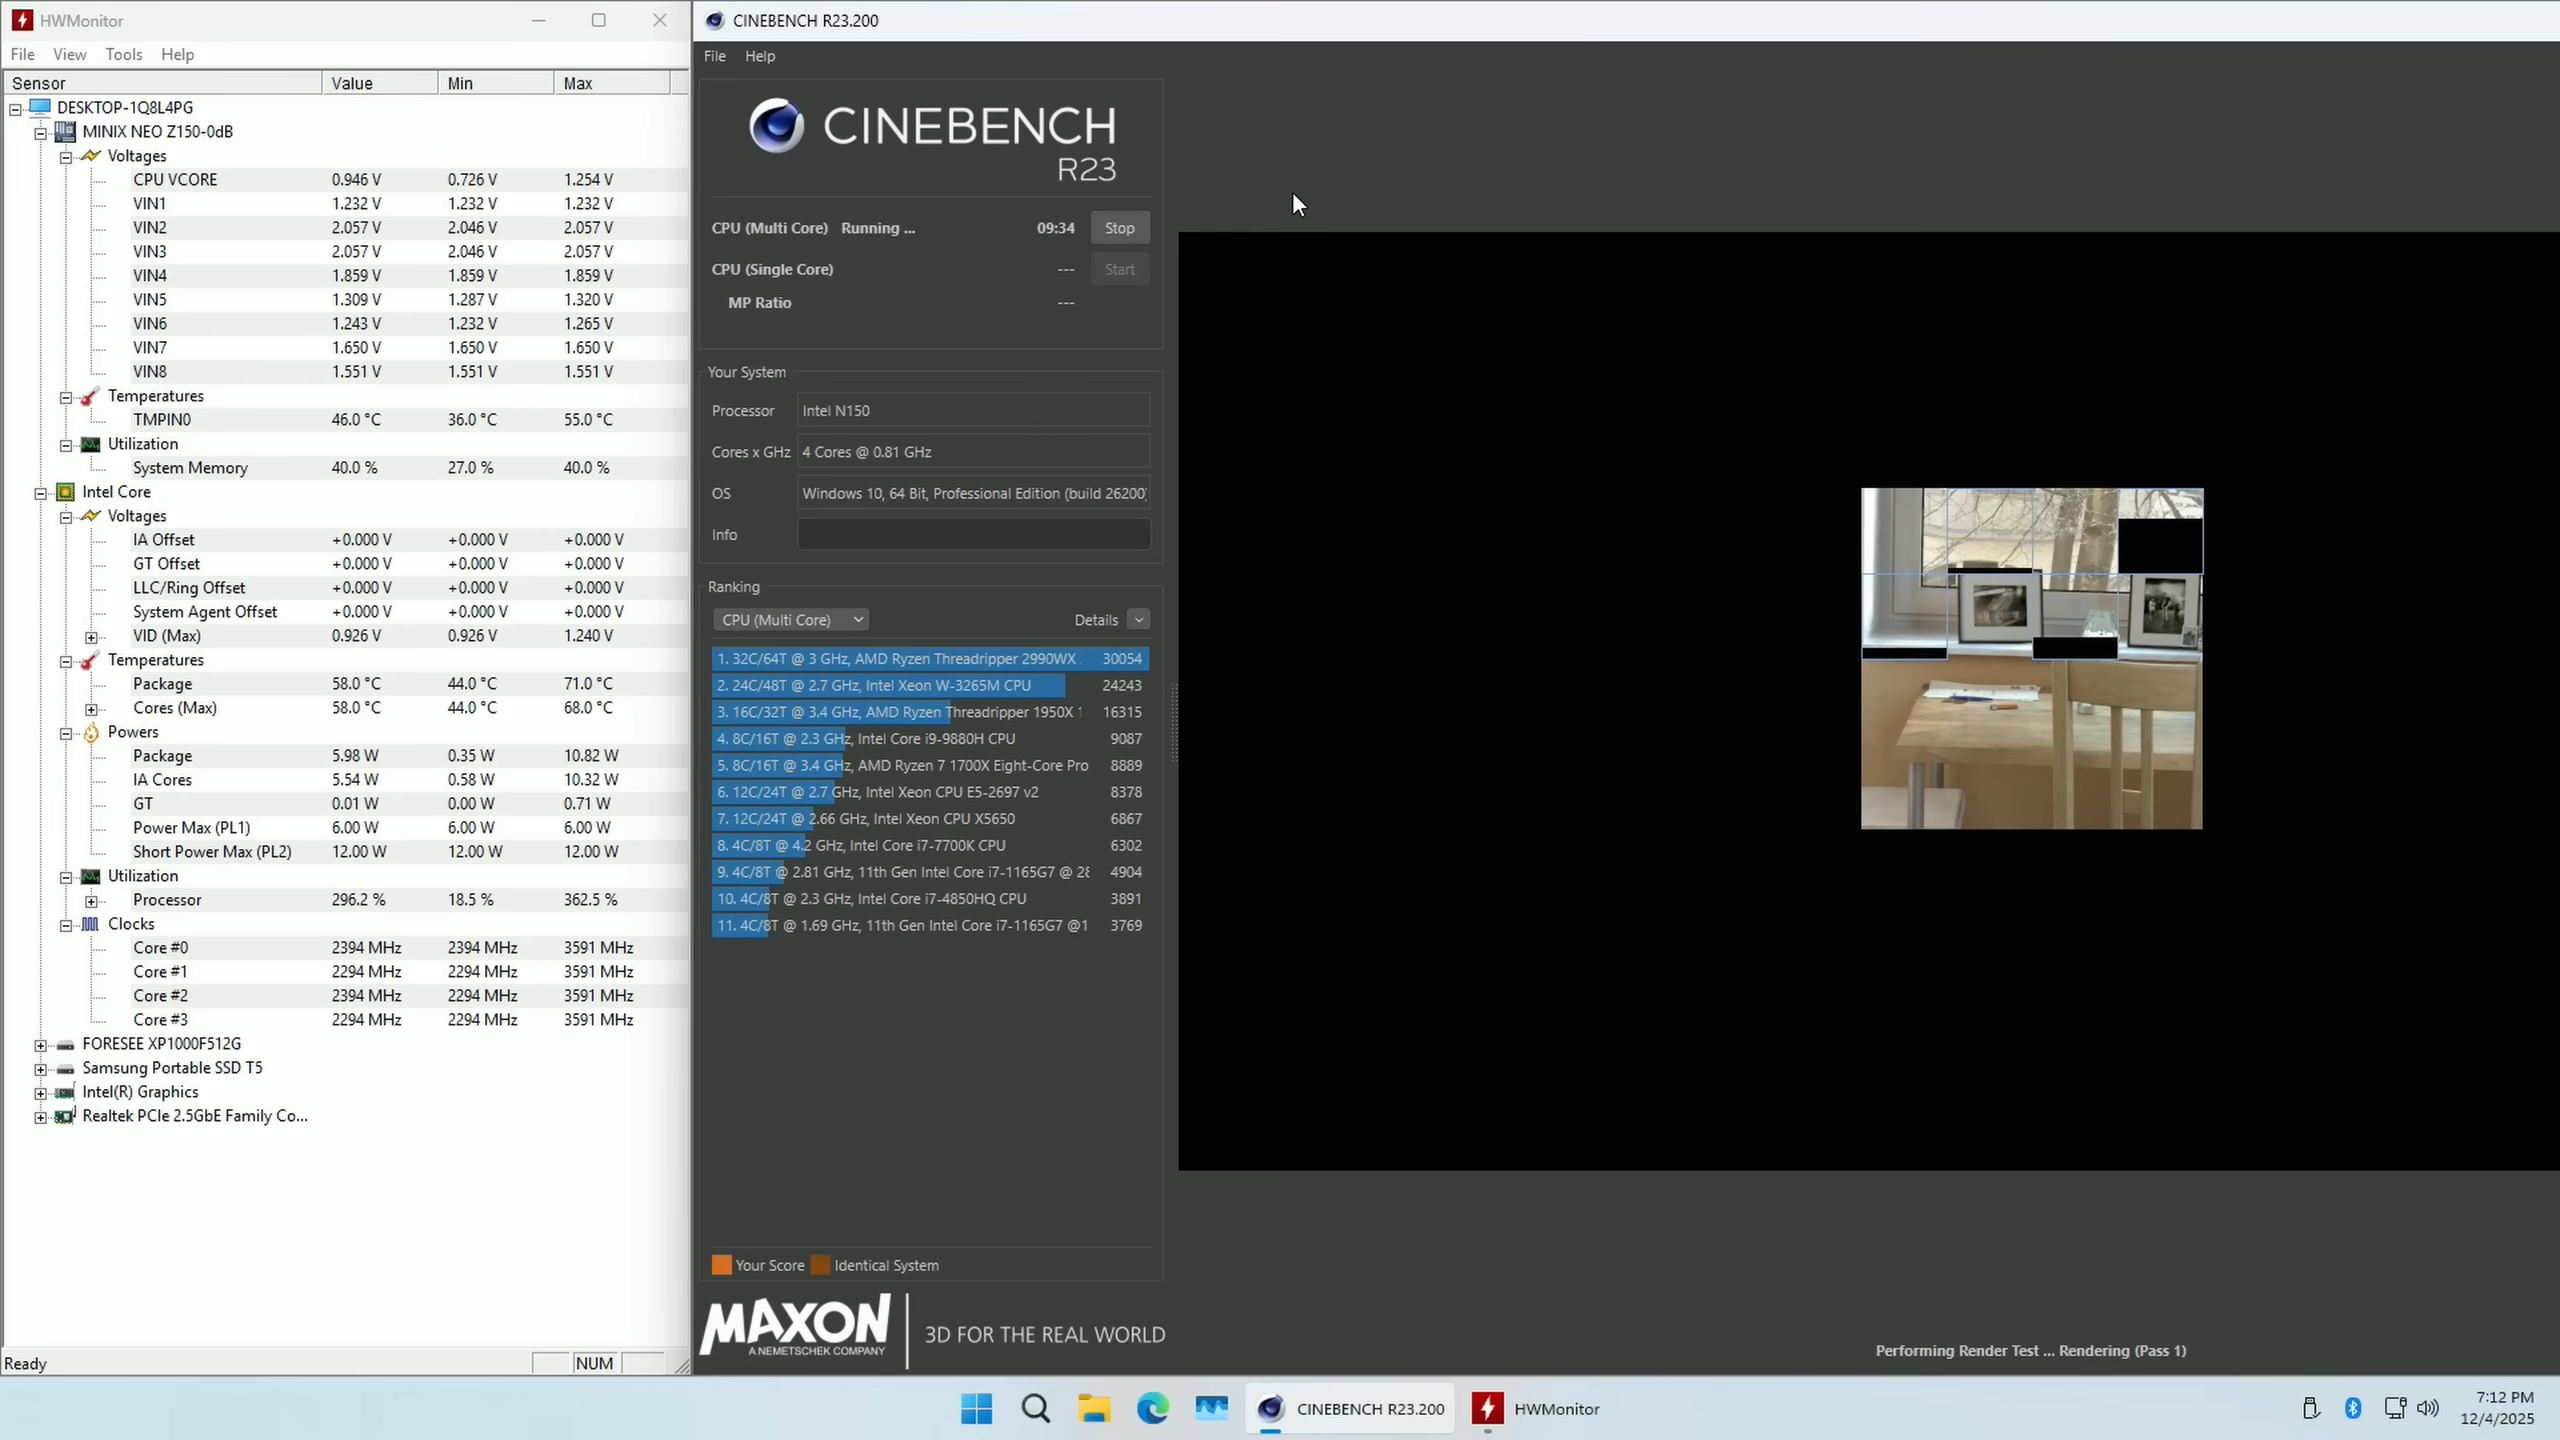 HWMonitor
File View Tools Help
Sensor Value Min Max
DESKTOP-1Q8L4PG
MINIX NEO Z150-0dB
Voltages
CPU VCORE 0.946 V 0.726 V 1.254 V
VIN1 1.232 V 1.232 V 1.232 V
VIN2 2.057 V 2.046 V 2.057 V
VIN3 2.057 V 2.046 V 2.057 V
VIN4 1.859 V 1.859 V 1.859 V
VIN5 1.309 V 1.287 V 1.320 V
VIN6 1.243 V 1.232 V 1.265 V
VIN7 1.650 V 1.650 V 1.650 V
VIN8 1.551 V 1.551 V 1.551 V
Temperatures
TMPIN0 46.0 °C 36.0 °C 55.0 °C
Utilization
System Memory 40.0 % 27.0 % 40.0 %
Intel Core
Voltages
IA Offset +0.000 V +0.000 V +0.000 V
GT Offset +0.000 V +0.000 V +0.000 V
LLC/Ring Offset +0.000 V +0.000 V +0.000 V
System Agent Offset +0.000 V +0.000 V +0.000 V
VID (Max) 0.926 V 0.926 V 1.240 V
Temperatures
Package 58.0 °C 44.0 °C 71.0 °C
Cores (Max) 58.0 °C 44.0 °C 68.0 °C
Powers
Package 5.98 W 0.35 W 10.82 W
IA Cores 5.54 W 0.58 W 10.32 W
GT 0.01 W 0.00 W 0.71 W
Power Max (PL1) 6.00 W 6.00 W 6.00 W
Short Power Max (PL2) 12.00 W 12.00 W 12.00 W
Utilization
Processor 296.2 % 18.5 % 362.5 %
Clocks
Core #0 2394 MHz 2394 MHz 3591 MHz
Core #1 2294 MHz 2294 MHz 3591 MHz
Core #2 2394 MHz 2294 MHz 3591 MHz
Core #3 2294 MHz 2294 MHz 3591 MHz
FORESEE XP1000F512G
Samsung Portable SSD T5
Intel(R) Graphics
Realtek PCIe 2.5GbE Family Co...
Ready NUM
CINEBENCH R23.200
File Help
CINEBENCH
R23
CPU (Multi Core) Running ... 09:34 Stop
CPU (Single Core) --- Start
MP Ratio ---
Your System
Processor Intel N150
Cores x GHz 4 Cores @ 0.81 GHz
OS Windows 10, 64 Bit, Professional Edition (build 26200)
Info
Ranking
CPU (Multi Core) Details
1. 32C/64T @ 3 GHz, AMD Ryzen Threadripper 2990WX 30054
2. 24C/48T @ 2.7 GHz, Intel Xeon W-3265M CPU 24243
3. 16C/32T @ 3.4 GHz, AMD Ryzen Threadripper 1950X 1 16315
4. 8C/16T @ 2.3 GHz, Intel Core i9-9880H CPU 9087
5. 8C/16T @ 3.4 GHz, AMD Ryzen 7 1700X Eight-Core Pro 8889
6. 12C/24T @ 2.7 GHz, Intel Xeon CPU E5-2697 v2 8378
7. 12C/24T @ 2.66 GHz, Intel Xeon CPU X5650 6867
8. 4C/8T @ 4.2 GHz, Intel Core i7-7700K CPU 6302
9. 4C/8T @ 2.81 GHz, 11th Gen Intel Core i7-1165G7 @ 28 4904
10. 4C/8T @ 2.3 GHz, Intel Core i7-4850HQ CPU 3891
11. 4C/8T @ 1.69 GHz, 11th Gen Intel Core i7-1165G7 @1 3769
Your Score Identical System
MAXON
A NEMETSCHEK COMPANY
3D FOR THE REAL WORLD
Performing Render Test ... Rendering (Pass 1)
CINEBENCH R23.200 HWMonitor
7:12 PM
12/4/2025